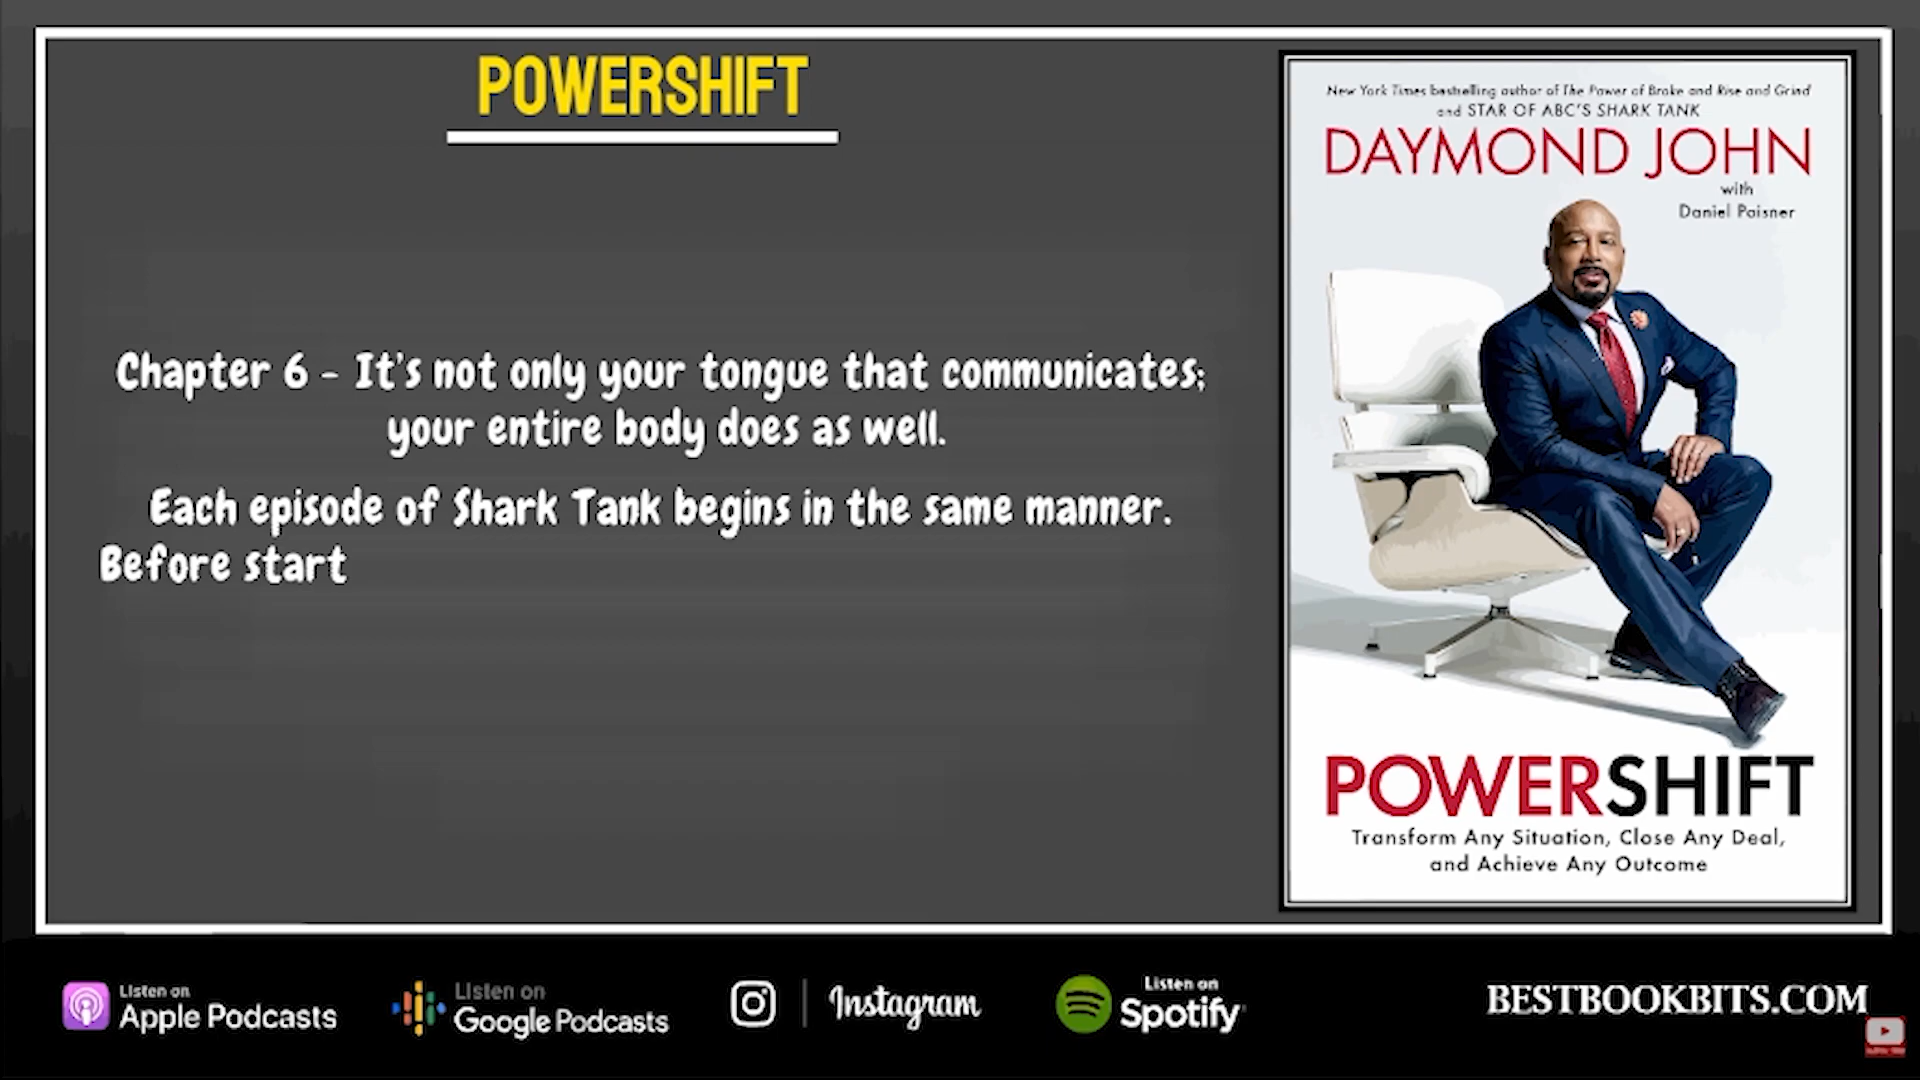 POWERSHIFT
Chapter 6 - It's not only your tongue that communicates;
your entire body does as well.
Each episode of Shark Tank begins in the same manner.
Before start
New York Times bestselling author of The Power of Broke and Rise and Grind
and STAR OF ABC'S SHARK TANK
DAYMOND JOHN
with
Daniel Paisner
POWERSHIFT
Transform Any Situation, Close Any Deal,
and Achieve Any Outcome
Listen on
Apple Podcasts
Listen on
Google Podcasts
Instagram
Listen on
Spotify
BESTBOOKBITS.COM